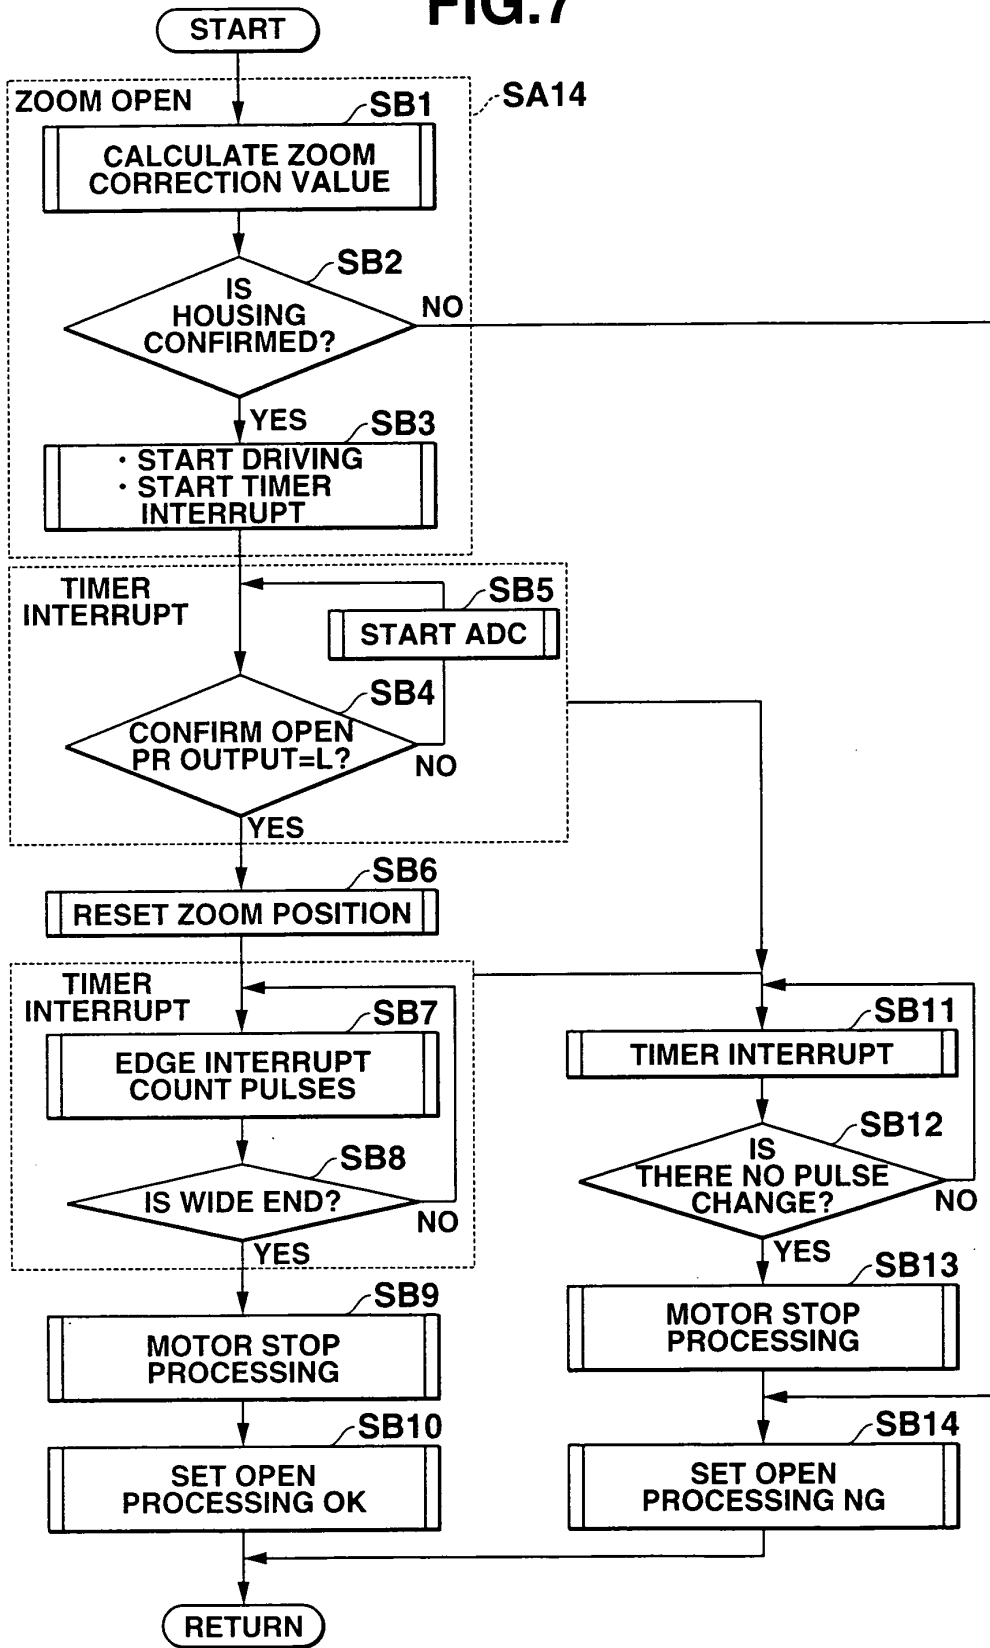 FIG.7
START
ZOOM OPEN
SA14
SB1
CALCULATE ZOOM
CORRECTION VALUE
SB2
IS
HOUSING
CONFIRMED?
NO
YES
SB3
· START DRIVING
· START TIMER
INTERRUPT
TIMER
INTERRUPT
SB5
START ADC
SB4
CONFIRM OPEN
PR OUTPUT=L?
NO
YES
SB6
RESET ZOOM POSITION
TIMER
INTERRUPT
SB7
EDGE INTERRUPT
COUNT PULSES
SB8
IS WIDE END?
NO
YES
SB9
MOTOR STOP
PROCESSING
SB10
SET OPEN
PROCESSING OK
SB11
TIMER INTERRUPT
SB12
IS
THERE NO PULSE
CHANGE?
NO
YES
SB13
MOTOR STOP
PROCESSING
SB14
SET OPEN
PROCESSING NG
RETURN